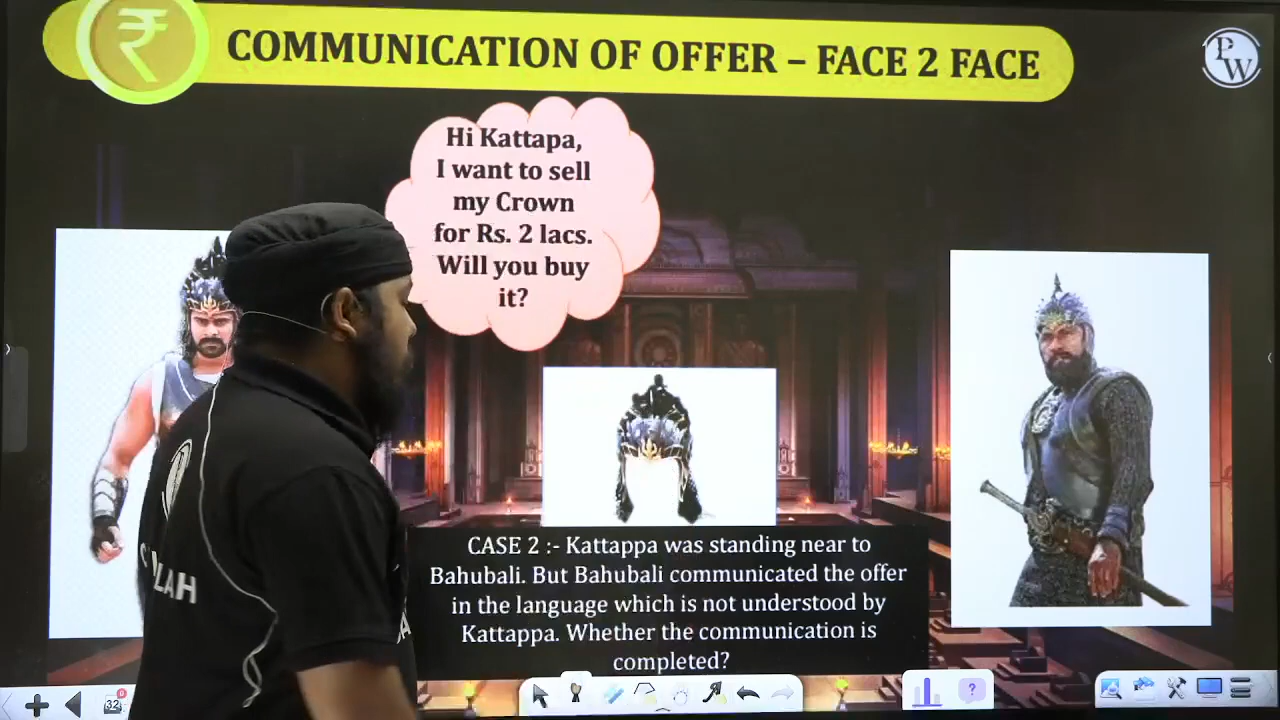 ₹
COMMUNICATION OF OFFER – FACE 2 FACE
P
W
Hi Kattapa,
I want to sell
my Crown
for Rs. 2 lacs.
Will you buy
it?
CASE 2 :- Kattappa was standing near to
Bahubali. But Bahubali communicated the offer
in the language which is not understood by
Kattappa. Whether the communication is
completed?
LAH
32